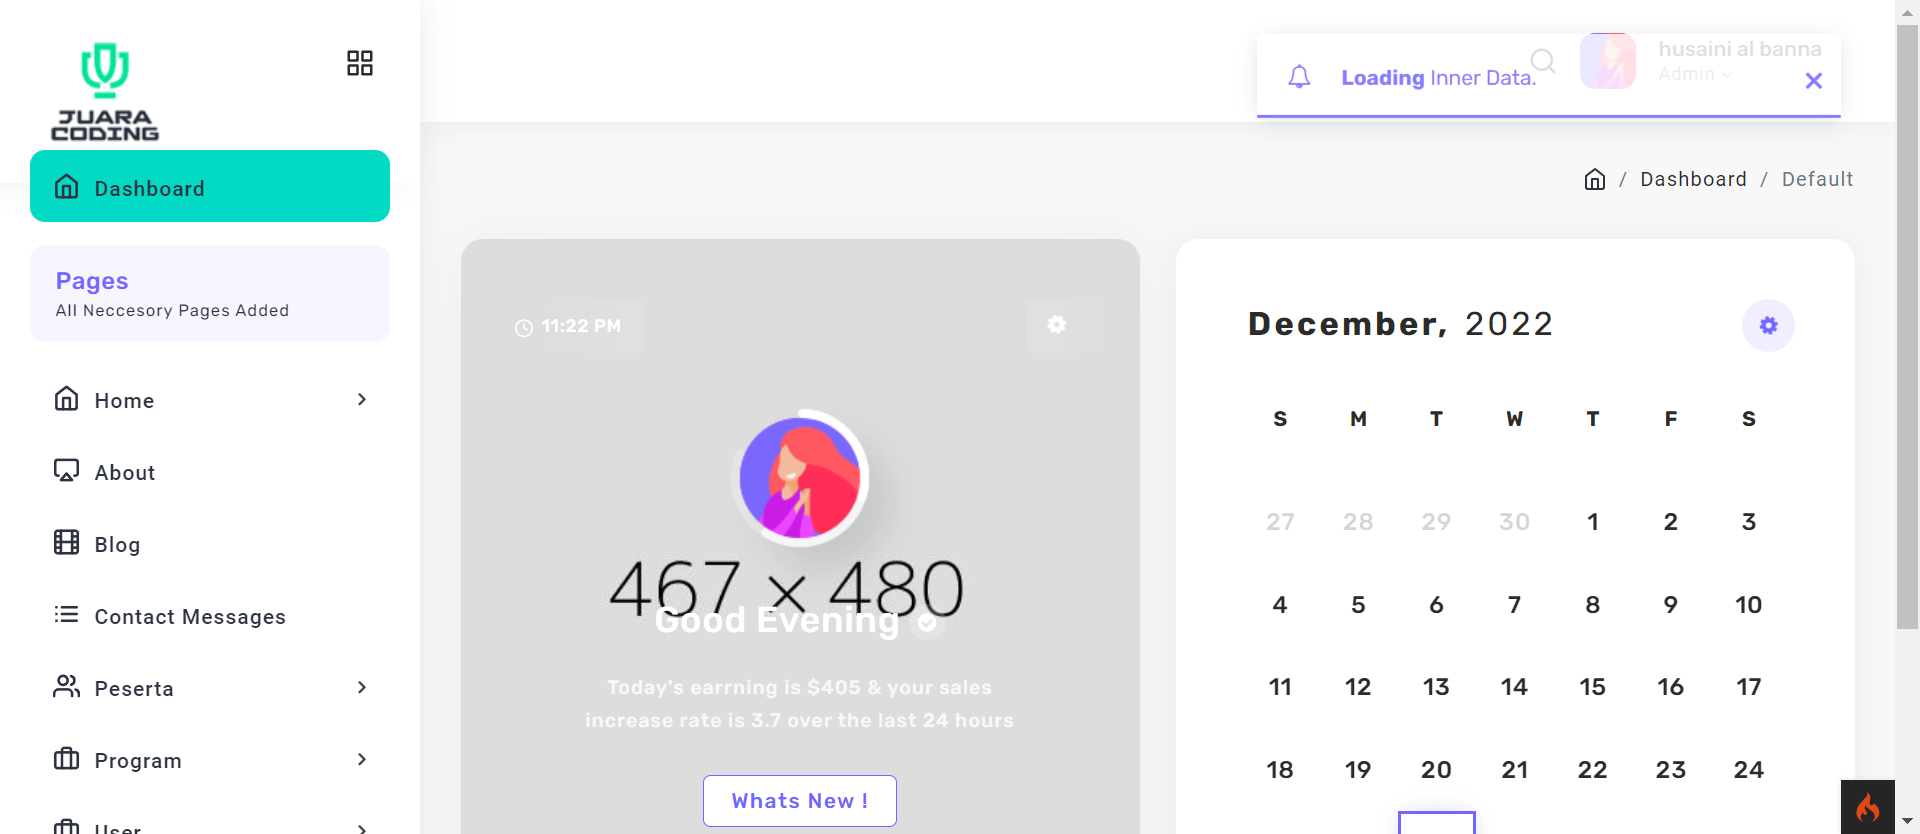 JUARA
CODING
Dashboard
Pages
All Neccesory Pages Added
Home
About
Blog
Contact Messages
Peserta
Program
User
Loading Inner Data.
husaini al banna
Admin
/ Dashboard / Default
11:22 PM
467 × 480
Good Evening
Today's earrning is $405 & your sales
increase rate is 3.7 over the last 24 hours
Whats New !
December, 2022
S M T W T F S
27 28 29 30 1 2 3
4 5 6 7 8 9 10
11 12 13 14 15 16 17
18 19 20 21 22 23 24